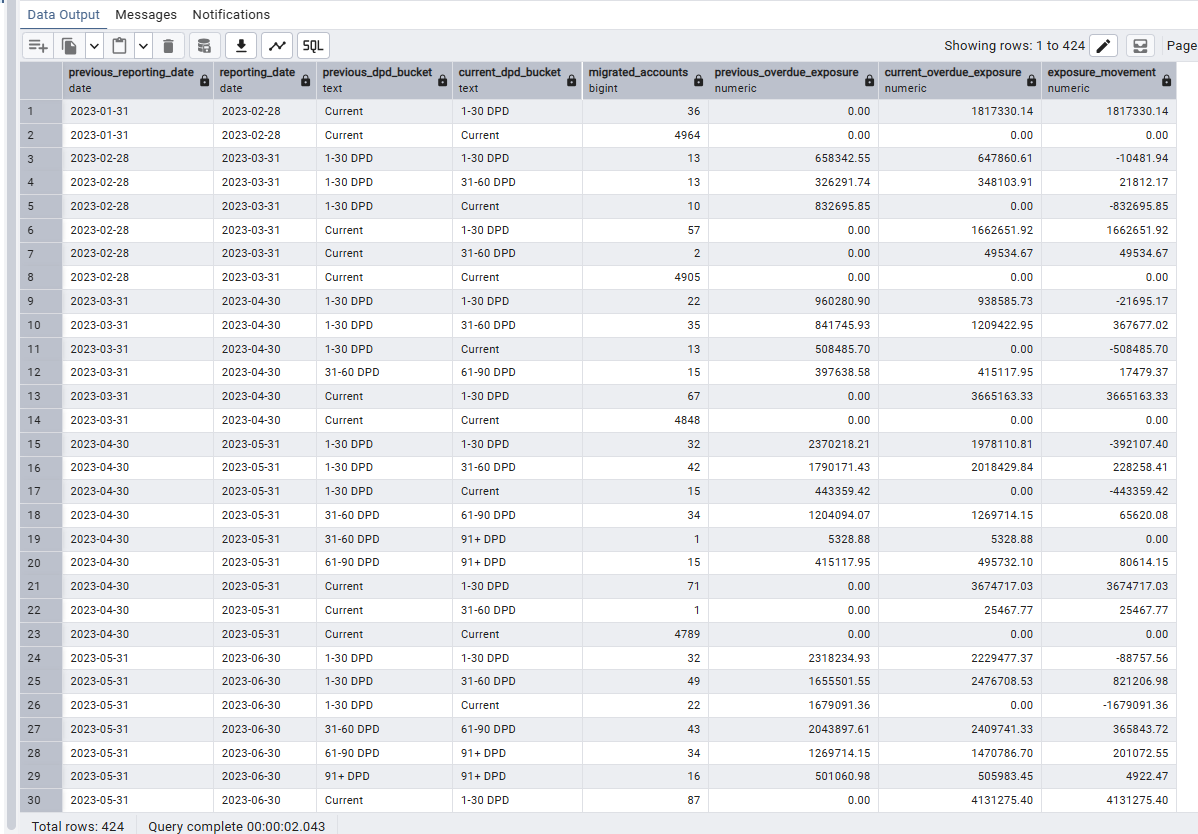 Data Output Messages Notifications
SQL Showing rows: 1 to 424 Page
previous_reporting_date reporting_date previous_dpd_bucket current_dpd_bucket migrated_accounts previous_overdue_exposure current_overdue_exposure exposure_movement
date date text text bigint numeric numeric numeric
1 2023-01-31 2023-02-28 Current 1-30 DPD 36 0.00 1817330.14 1817330.14
2 2023-01-31 2023-02-28 Current Current 4964 0.00 0.00 0.00
3 2023-02-28 2023-03-31 1-30 DPD 1-30 DPD 13 658342.55 647860.61 -10481.94
4 2023-02-28 2023-03-31 1-30 DPD 31-60 DPD 13 326291.74 348103.91 21812.17
5 2023-02-28 2023-03-31 1-30 DPD Current 10 832695.85 0.00 -832695.85
6 2023-02-28 2023-03-31 Current 1-30 DPD 57 0.00 1662651.92 1662651.92
7 2023-02-28 2023-03-31 Current 31-60 DPD 2 0.00 49534.67 49534.67
8 2023-02-28 2023-03-31 Current Current 4905 0.00 0.00 0.00
9 2023-03-31 2023-04-30 1-30 DPD 1-30 DPD 22 960280.90 938585.73 -21695.17
10 2023-03-31 2023-04-30 1-30 DPD 31-60 DPD 35 841745.93 1209422.95 367677.02
11 2023-03-31 2023-04-30 1-30 DPD Current 13 508485.70 0.00 -508485.70
12 2023-03-31 2023-04-30 31-60 DPD 61-90 DPD 15 397638.58 415117.95 17479.37
13 2023-03-31 2023-04-30 Current 1-30 DPD 67 0.00 3665163.33 3665163.33
14 2023-03-31 2023-04-30 Current Current 4848 0.00 0.00 0.00
15 2023-04-30 2023-05-31 1-30 DPD 1-30 DPD 32 2370218.21 1978110.81 -392107.40
16 2023-04-30 2023-05-31 1-30 DPD 31-60 DPD 42 1790171.43 2018429.84 228258.41
17 2023-04-30 2023-05-31 1-30 DPD Current 15 443359.42 0.00 -443359.42
18 2023-04-30 2023-05-31 31-60 DPD 61-90 DPD 34 1204094.07 1269714.15 65620.08
19 2023-04-30 2023-05-31 31-60 DPD 91+ DPD 1 5328.88 5328.88 0.00
20 2023-04-30 2023-05-31 61-90 DPD 91+ DPD 15 415117.95 495732.10 80614.15
21 2023-04-30 2023-05-31 Current 1-30 DPD 71 0.00 3674717.03 3674717.03
22 2023-04-30 2023-05-31 Current 31-60 DPD 1 0.00 25467.77 25467.77
23 2023-04-30 2023-05-31 Current Current 4789 0.00 0.00 0.00
24 2023-05-31 2023-06-30 1-30 DPD 1-30 DPD 32 2318234.93 2229477.37 -88757.56
25 2023-05-31 2023-06-30 1-30 DPD 31-60 DPD 49 1655501.55 2476708.53 821206.98
26 2023-05-31 2023-06-30 1-30 DPD Current 22 1679091.36 0.00 -1679091.36
27 2023-05-31 2023-06-30 31-60 DPD 61-90 DPD 43 2043897.61 2409741.33 365843.72
28 2023-05-31 2023-06-30 61-90 DPD 91+ DPD 34 1269714.15 1470786.70 201072.55
29 2023-05-31 2023-06-30 91+ DPD 91+ DPD 16 501060.98 505983.45 4922.47
30 2023-05-31 2023-06-30 Current 1-30 DPD 87 0.00 4131275.40 4131275.40
Total rows: 424 Query complete 00:00:02.043